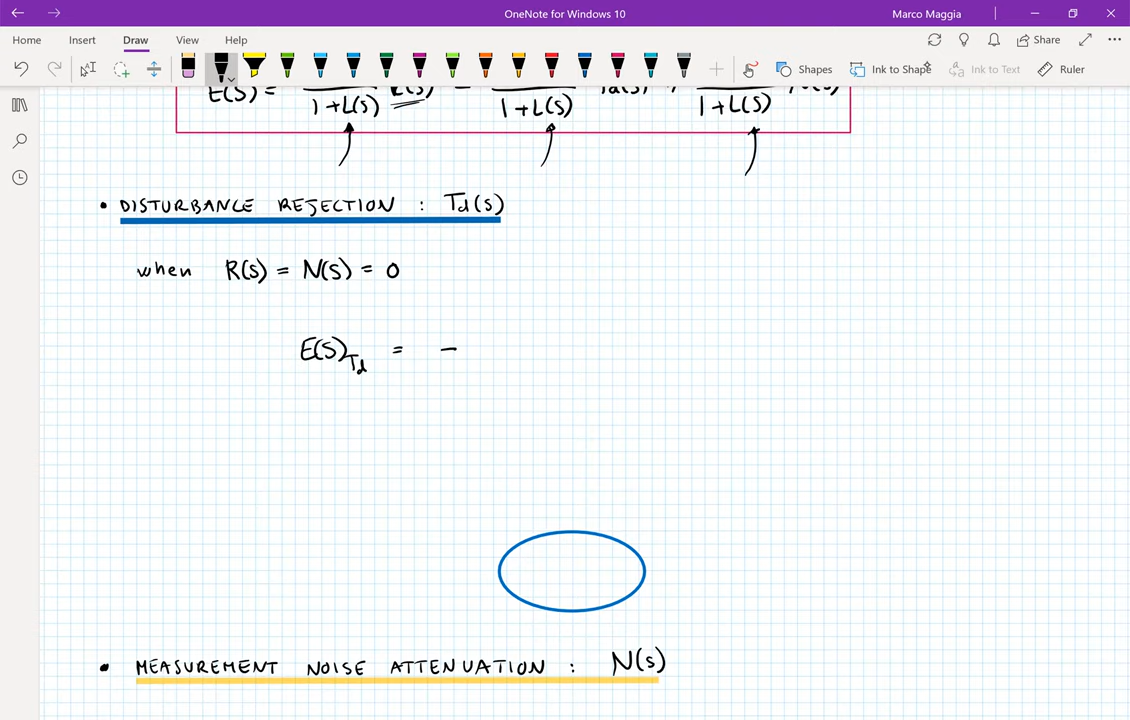 OneNote for Windows 10
Marco Maggia
Home Insert Draw View Help
Share
Shapes Ink to Shape Ink to Text Ruler
E(S) = R(S) -
1+L(S) 1+L(S) 1+L(S)
• DISTURBANCE REJECTION : Td(S)
when R(S) = N(S) = 0
E(S)Td = -
• MEASUREMENT NOISE ATTENUATION : N(S)